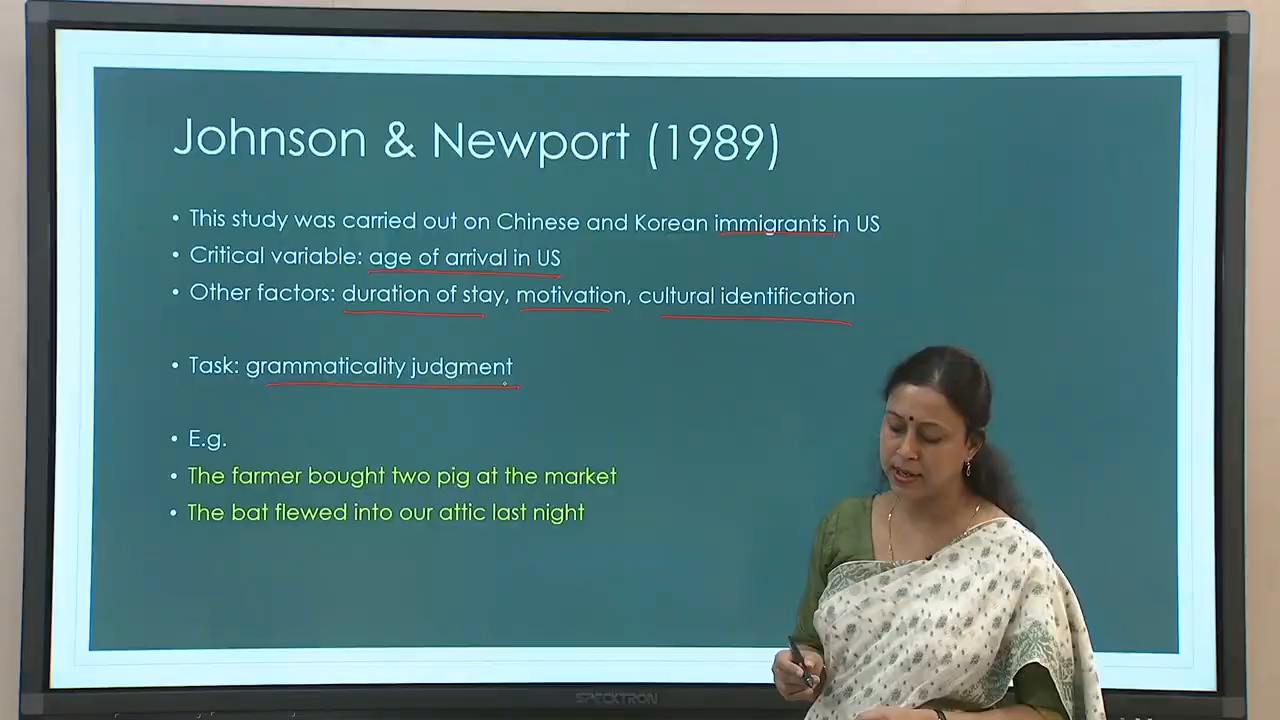 Johnson & Newport (1989)
• This study was carried out on Chinese and Korean immigrants in US
• Critical variable: age of arrival in US
• Other factors: duration of stay, motivation, cultural identification
• Task: grammaticality judgment
• E.g.
• The farmer bought two pig at the market
• The bat flewed into our attic last night
SPECKTRON